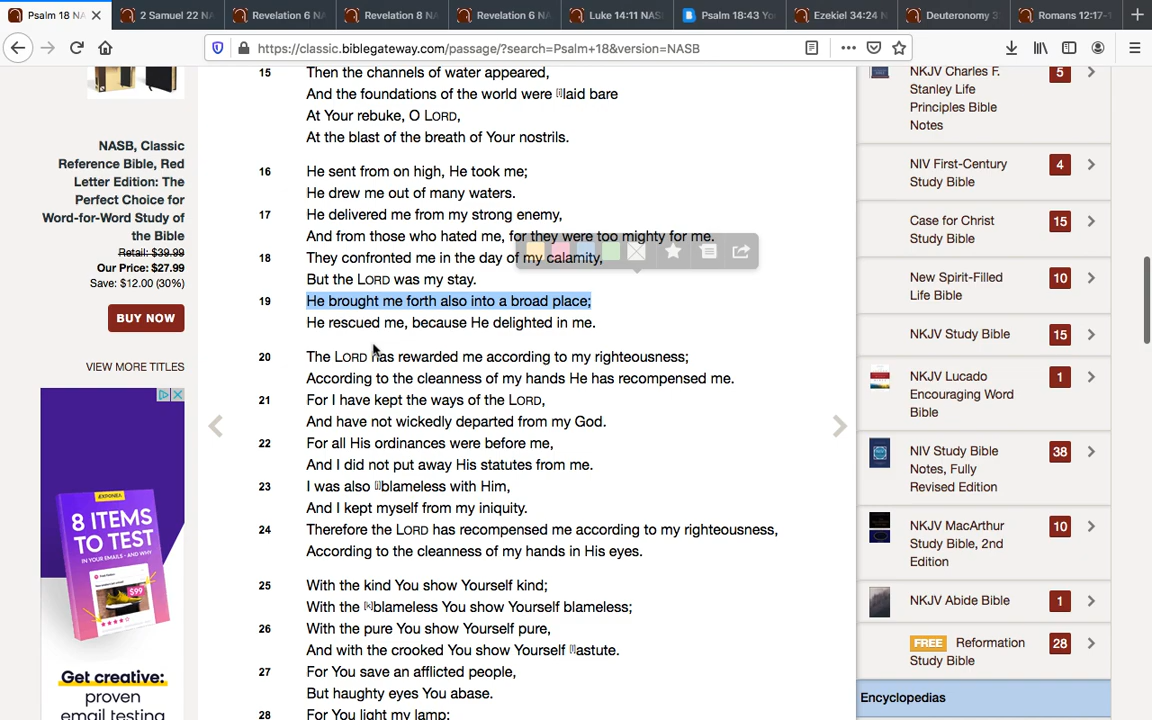 Psalm 18 NA
2 Samuel 22 NA
Revelation 6 NA
Revelation 8 NA
Revelation 6 NA
Luke 14:11 NAS
Psalm 18:43 Yo
Ezekiel 34:24 N
Deuteronomy 3
Romans 12:17-1
https://classic.biblegateway.com/passage/?search=Psalm+18&version=NASB
NASB, Classic
Reference Bible, Red
Letter Edition: The
Perfect Choice for
Word-for-Word Study of
the Bible
Retail: $39.99
Our Price: $27.99
Save: $12.00 (30%)
BUY NOW
VIEW MORE TITLES
EXPONEA
8 ITEMS
TO TEST
IN YOUR EMAILS - AND WHY
$99
Get creative:
proven
email testing
15 Then the channels of water appeared,
And the foundations of the world were [i]laid bare
At Your rebuke, O LORD,
At the blast of the breath of Your nostrils.
16 He sent from on high, He took me;
He drew me out of many waters.
17 He delivered me from my strong enemy,
And from those who hated me, for they were too mighty for me.
18 They confronted me in the day of my calamity,
But the LORD was my stay.
19 He brought me forth also into a broad place;
He rescued me, because He delighted in me.
20 The LORD has rewarded me according to my righteousness;
According to the cleanness of my hands He has recompensed me.
21 For I have kept the ways of the LORD,
And have not wickedly departed from my God.
22 For all His ordinances were before me,
And I did not put away His statutes from me.
23 I was also [j]blameless with Him,
And I kept myself from my iniquity.
24 Therefore the LORD has recompensed me according to my righteousness,
According to the cleanness of my hands in His eyes.
25 With the kind You show Yourself kind;
With the [k]blameless You show Yourself blameless;
26 With the pure You show Yourself pure,
And with the crooked You show Yourself [l]astute.
27 For You save an afflicted people,
But haughty eyes You abase.
28 For You light my lamp;
NKJV Charles F.
Stanley Life
Principles Bible
Notes
5
NIV First-Century
Study Bible
4
Case for Christ
Study Bible
15
New Spirit-Filled
Life Bible
10
NKJV Study Bible
15
NKJV Lucado
Encouraging Word
Bible
1
NIV Study Bible
Notes, Fully
Revised Edition
38
NKJV MacArthur
Study Bible, 2nd
Edition
10
NKJV Abide Bible
1
FREE Reformation
Study Bible
28
Encyclopedias